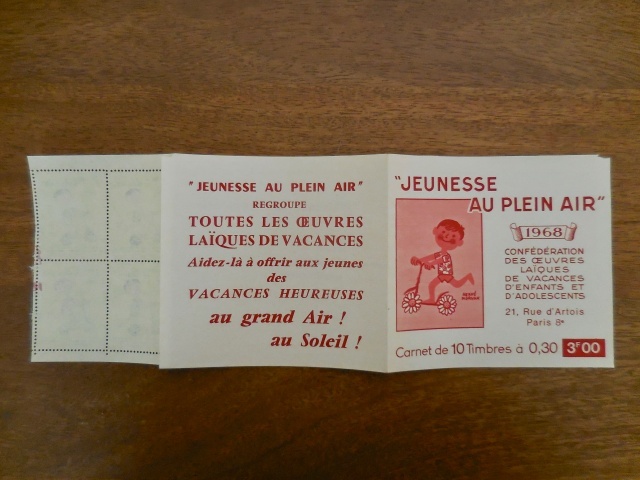 "JEUNESSE AU PLEIN AIR"
REGROUPE
TOUTES LES ŒUVRES
LAÏQUES DE VACANCES
Aidez-là à offrir aux jeunes
des
VACANCES HEUREUSES
au grand Air !
au Soleil !
"JEUNESSE
AU PLEIN AIR"
1968
CONFÉDÉRATION
DES ŒUVRES
LAÏQUES
DE VACANCES
D'ENFANTS ET
D'ADOLESCENTS
21, Rue d'Artois
Paris 8e
Carnet de 10 Timbres à 0,30 3F00